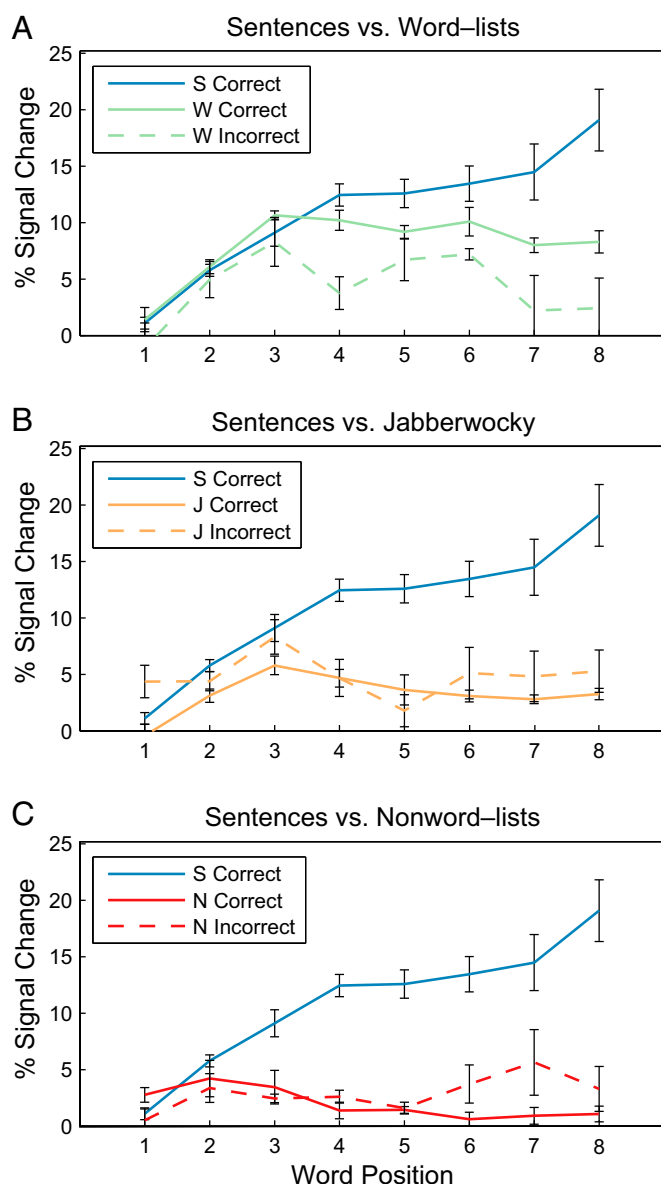 A
Sentences vs. Word–lists
25
20
15
10
5
0
% Signal Change
S Correct
W Correct
W Incorrect
1 2 3 4 5 6 7 8
B
Sentences vs. Jabberwocky
25
20
15
10
5
0
% Signal Change
S Correct
J Correct
J Incorrect
1 2 3 4 5 6 7 8
C
Sentences vs. Nonword–lists
25
20
15
10
5
0
% Signal Change
S Correct
N Correct
N Incorrect
1 2 3 4 5 6 7 8
Word Position